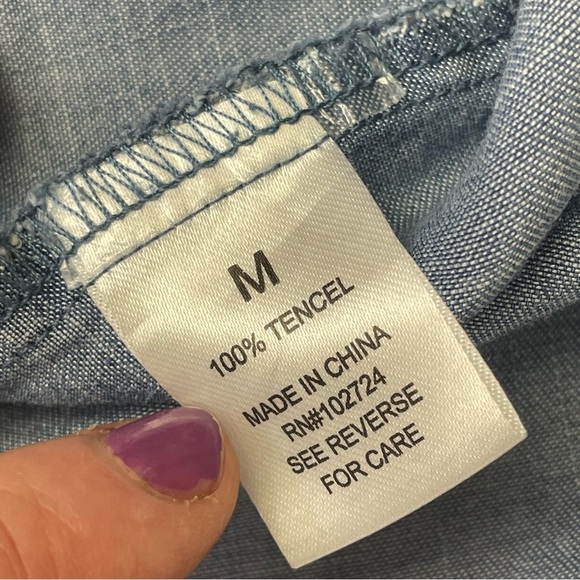 M
100% TENCEL
MADE IN CHINA
RN#102724
SEE REVERSE
FOR CARE